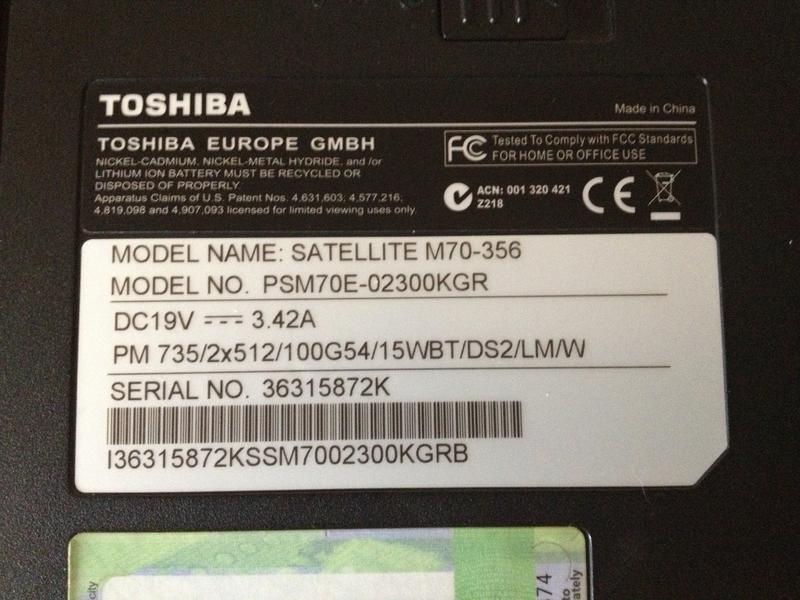 TOSHIBA
Made in China
TOSHIBA EUROPE GMBH
NICKEL-CADMIUM, NICKEL-METAL HYDRIDE, and/or
LITHIUM ION BATTERY MUST BE RECYCLED OR
DISPOSED OF PROPERLY.
Apparatus Claims of U.S. Patent Nos. 4,631,603; 4,577,216;
4,819,098 and 4,907,093 licensed for limited viewing uses only.
FC Tested To Comply with FCC Standards
FOR HOME OR OFFICE USE
ACN: 001 320 421
Z218
CE
MODEL NAME: SATELLITE M70-356
MODEL NO. PSM70E-02300KGR
DC19V 3.42A
PM 735/2x512/100G54/15WBT/DS2/LM/W
SERIAL NO. 36315872K
I36315872KSSM7002300KGRB
74
to